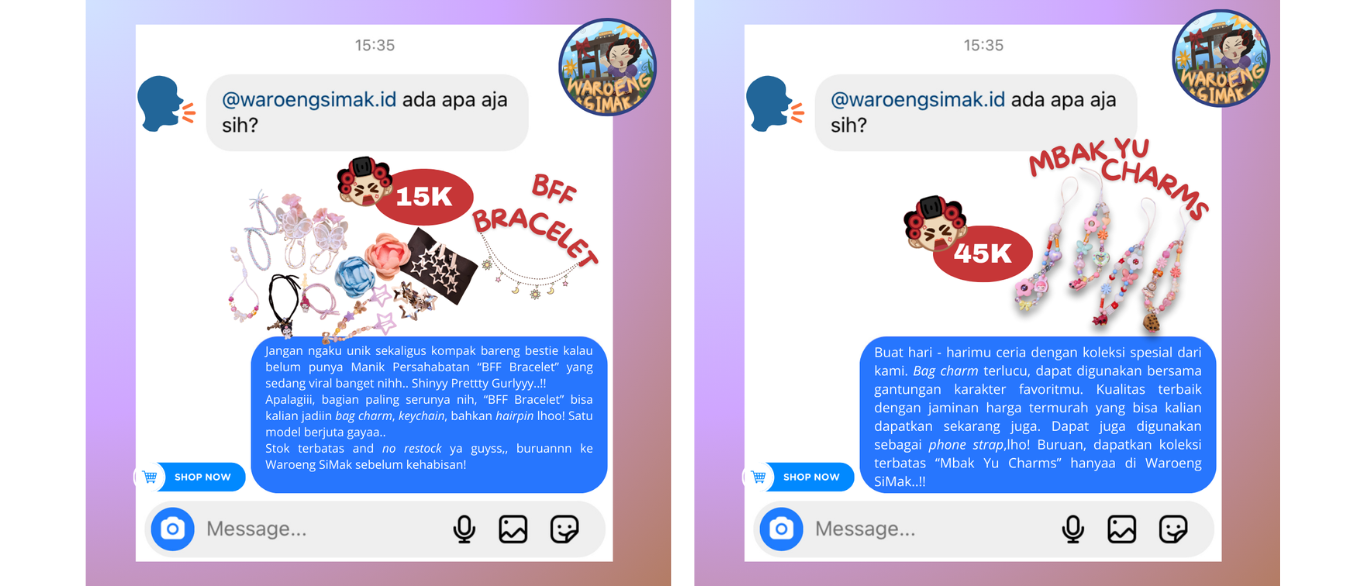 15:35
WAROENG
SIMAK
@waroengsimak.id ada apa aja
sih?
15K
BFF
BRACELET
Jangan ngaku unik sekaligus kompak bareng bestie kalau
belum punya Manik Persahabatan “BFF Bracelet” yang
sedang viral banget nihh.. Shinyy Prettty Gurlyyy..!!
Apalagiii, bagian paling serunya nih, “BFF Bracelet” bisa
kalian jadiin bag charm, keychain, bahkan hairpin lhoo! Satu
model berjuta gayaa..
Stok terbatas and no restock ya guyss,, buruannn ke
Waroeng SiMak sebelum kehabisan!
SHOP NOW
Message...
15:35
WAROENG
SIMAK
@waroengsimak.id ada apa aja
sih?
MBAK YU
CHARMS
45K
Buat hari - harimu ceria dengan koleksi spesial dari
kami. Bag charm terlucu, dapat digunakan bersama
gantungan karakter favoritmu. Kualitas terbaik
dengan jaminan harga termurah yang bisa kalian
dapatkan sekarang juga. Dapat juga digunakan
sebagai phone strap,lho! Buruan, dapatkan koleksi
terbatas “Mbak Yu Charms” hanyaa di Waroeng
SiMak..!!
SHOP NOW
Message...